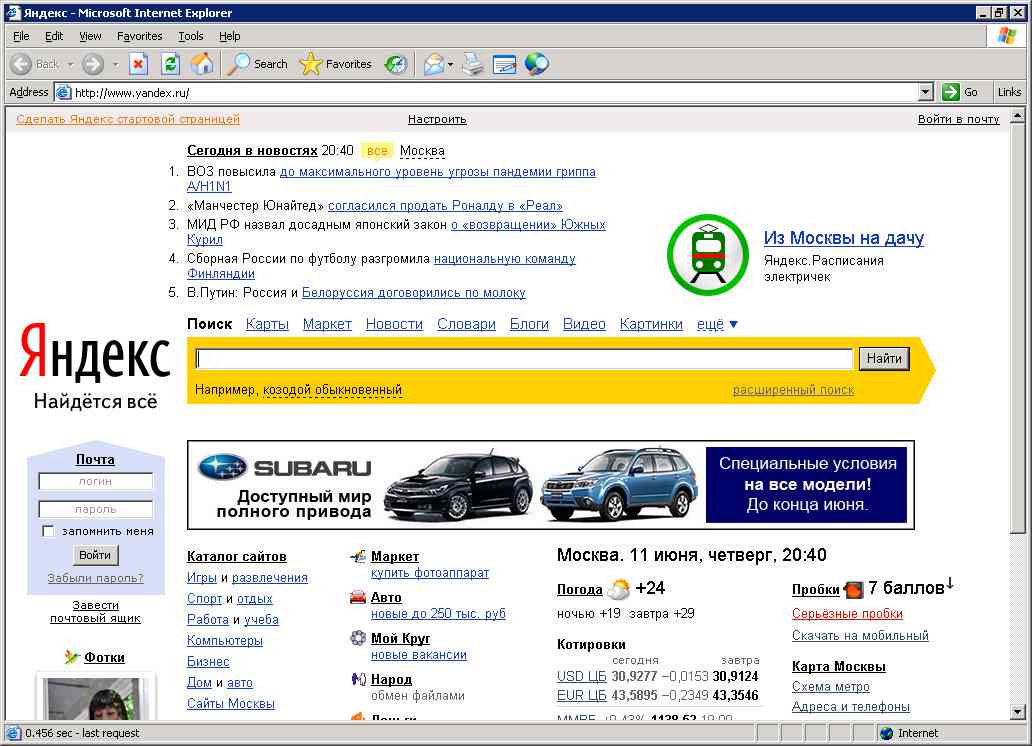 Яндекс - Microsoft Internet Explorer
File Edit View Favorites Tools Help
Back Search Favorites
Address http://www.yandex.ru/ Go Links
Сделать Яндекс стартовой страницей Настроить Войти в почту
Сегодня в новостях 20:40 все Москва
1. ВОЗ повысила до максимального уровень угрозы пандемии гриппа
A/H1N1
2. «Манчестер Юнайтед» согласился продать Роналду в «Реал»
3. МИД РФ назвал досадным японский закон о «возвращении» Южных
Курил
4. Сборная России по футболу разгромила национальную команду
Финляндии
5. В.Путин: Россия и Белоруссия договорились по молоку
Из Москвы на дачу
Яндекс.Расписания
электричек
Поиск Карты Маркет Новости Словари Блоги Видео Картинки ещё ▼
Яндекс
Найдётся всё
Найти
Например, козодой обыкновенный расширенный поиск
Почта
логин
пароль
запомнить меня
Войти
Забыли пароль?
Завести
почтовый ящик
Фотки
SUBARU
Доступный мир
полного привода
Специальные условия
на все модели!
До конца июня.
Каталог сайтов
Игры и развлечения
Спорт и отдых
Работа и учеба
Компьютеры
Бизнес
Дом и авто
Сайты Москвы
Маркет
купить фотоаппарат
Авто
новые до 250 тыс. руб
Мой Круг
новые вакансии
Народ
обмен файлами
Деньги
Москва. 11 июня, четверг, 20:40
Погода +24
ночью +19 завтра +29
Котировки
сегодня завтра
USD ЦБ 30,9277 −0,0153 30,9124
EUR ЦБ 43,5895 −0,2349 43,3546
Пробки 7 баллов↓
Серьёзные пробки
Скачать на мобильный
Карта Москвы
Схема метро
Адреса и телефоны
0.456 sec - last request Internet